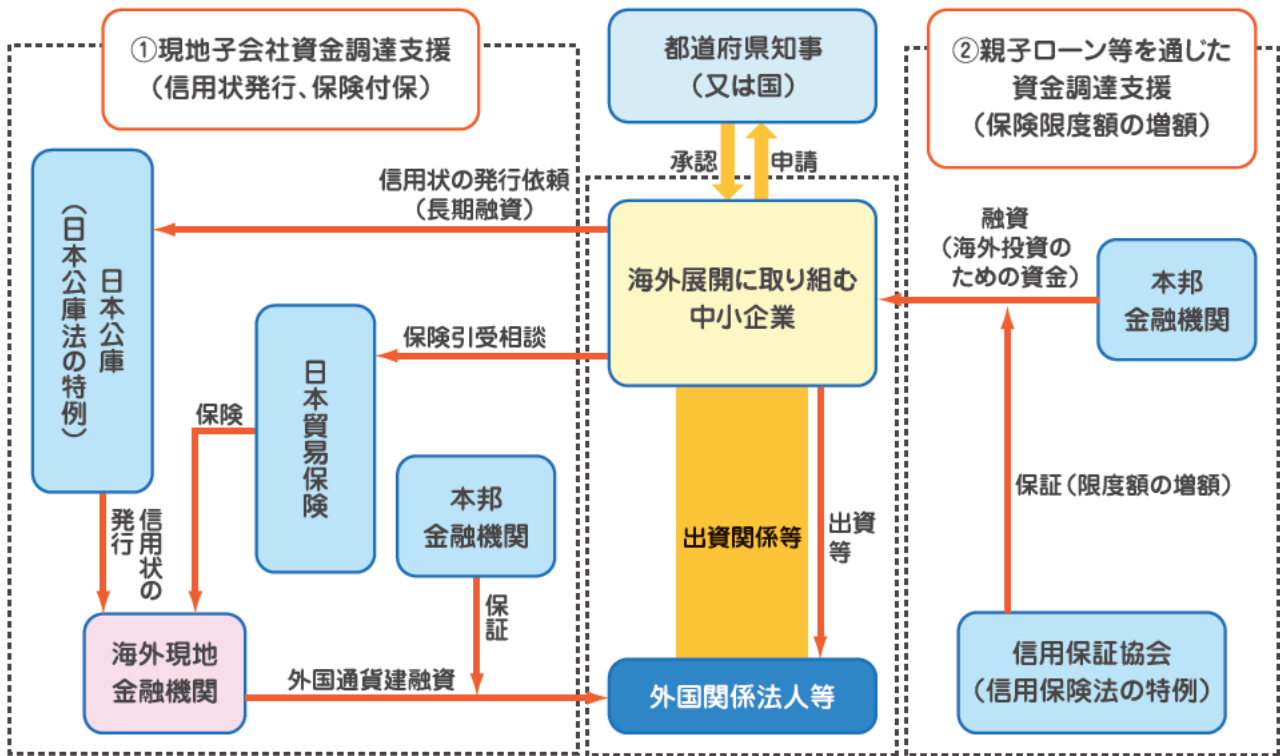 ①現地子会社資金調達支援
（信用状発行、保険付保）
都道府県知事
（又は国）
②親子ローン等を通じた
資金調達支援
（保険限度額の増額）
承認
申請
信用状の発行依頼
（長期融資）
日本公庫
（日本公庫法の特例）
海外展開に取り組む
中小企業
融資
（海外投資の
ための資金）
本邦
金融機関
保険引受相談
日本貿易保険
保険
本邦
金融機関
保証（限度額の増額）
信用状の
発行
出資関係等
出資
等
保証
海外現地
金融機関
外国通貨建融資
外国関係法人等
信用保証協会
（信用保険法の特例）